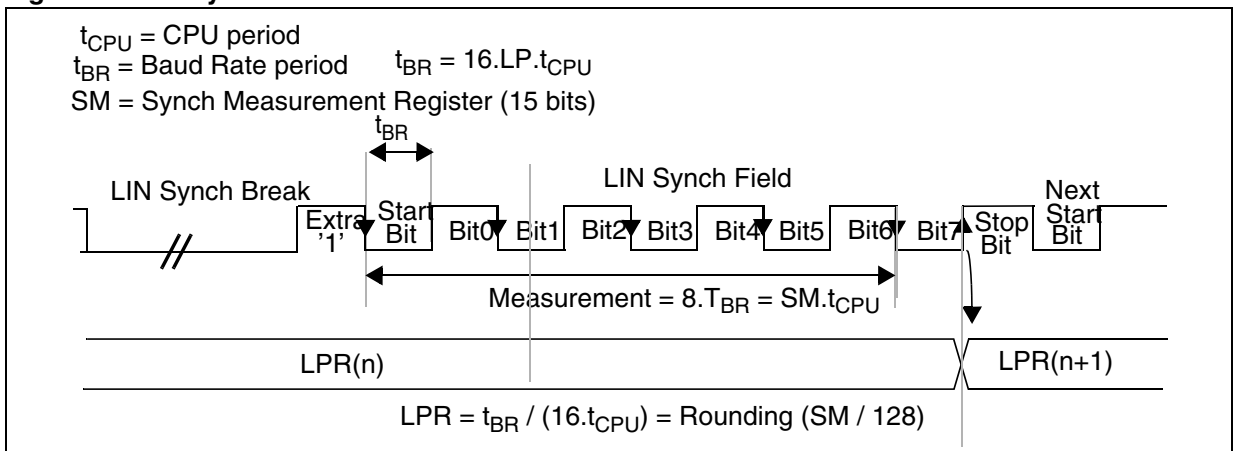 t_CPU = CPU period
t_BR = Baud Rate period t_BR = 16.LP.t_CPU
SM = Synch Measurement Register (15 bits)
t_BR
LIN Synch Break
LIN Synch Field
Extra '1'
Start Bit
Bit0
Bit1
Bit2
Bit3
Bit4
Bit5
Bit6
Bit7
Stop Bit
Next Start Bit
Measurement = 8.T_BR = SM.t_CPU
LPR(n)
LPR(n+1)
LPR = t_BR / (16.t_CPU) = Rounding (SM / 128)